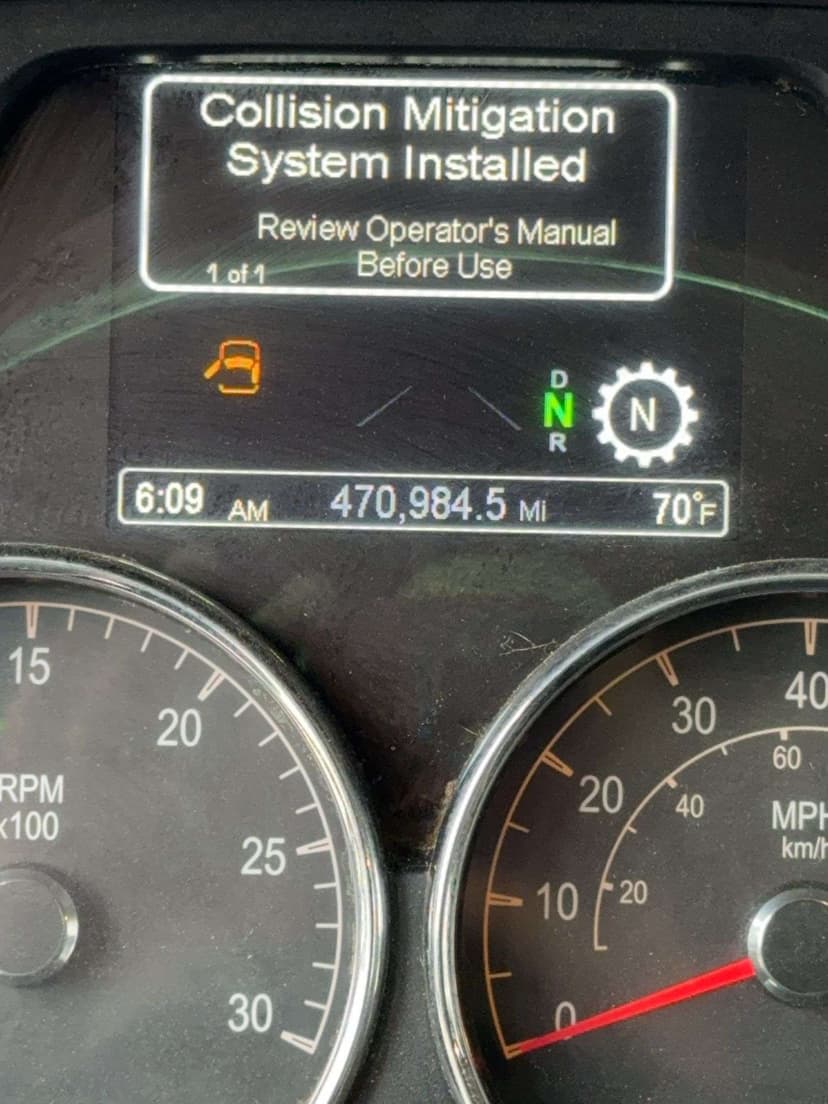 Collision Mitigation
System Installed
Review Operator's Manual
1 of 1 Before Use
D
N
R
N
6:09 AM 470,984.5 Mi 70°F
15
20
25
30
RPM
x100
0
10
20
30
40
20
40
60
MPH
km/h